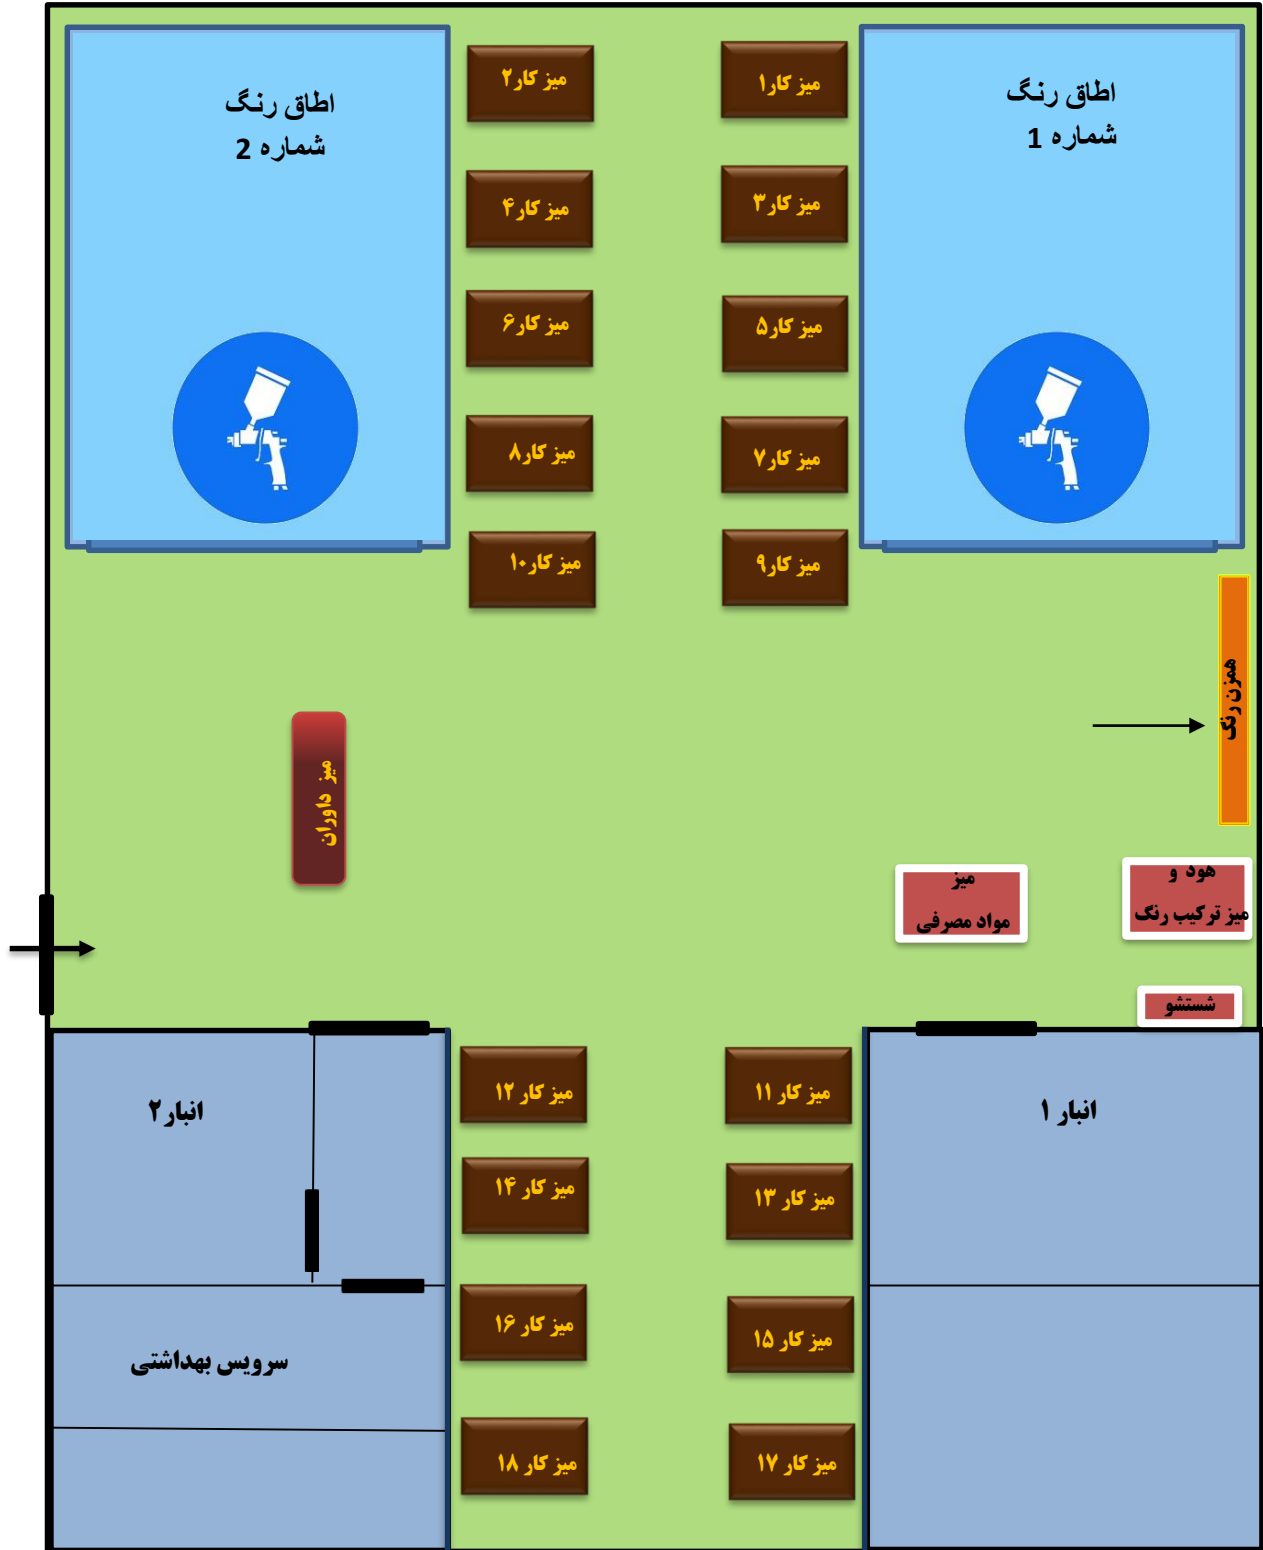 اطاق رنگ
شماره 1
میز کار۱
میز کار۲
اطاق رنگ
شماره 2
میز کار۳
میز کار۴
میز کار۵
میز کار۶
میز کار۷
میز کار۸
میز کار۹
میز کار۱۰
همزن رنگ
میز داوران
هود و
میز ترکیب رنگ
میز
مواد مصرفی
شستشو
انبار ۱
میز کار ۱۱
میز کار ۱۲
انبار۲
میز کار ۱۳
میز کار ۱۴
میز کار ۱۵
میز کار ۱۶
سرویس بهداشتی
میز کار ۱۷
میز کار ۱۸